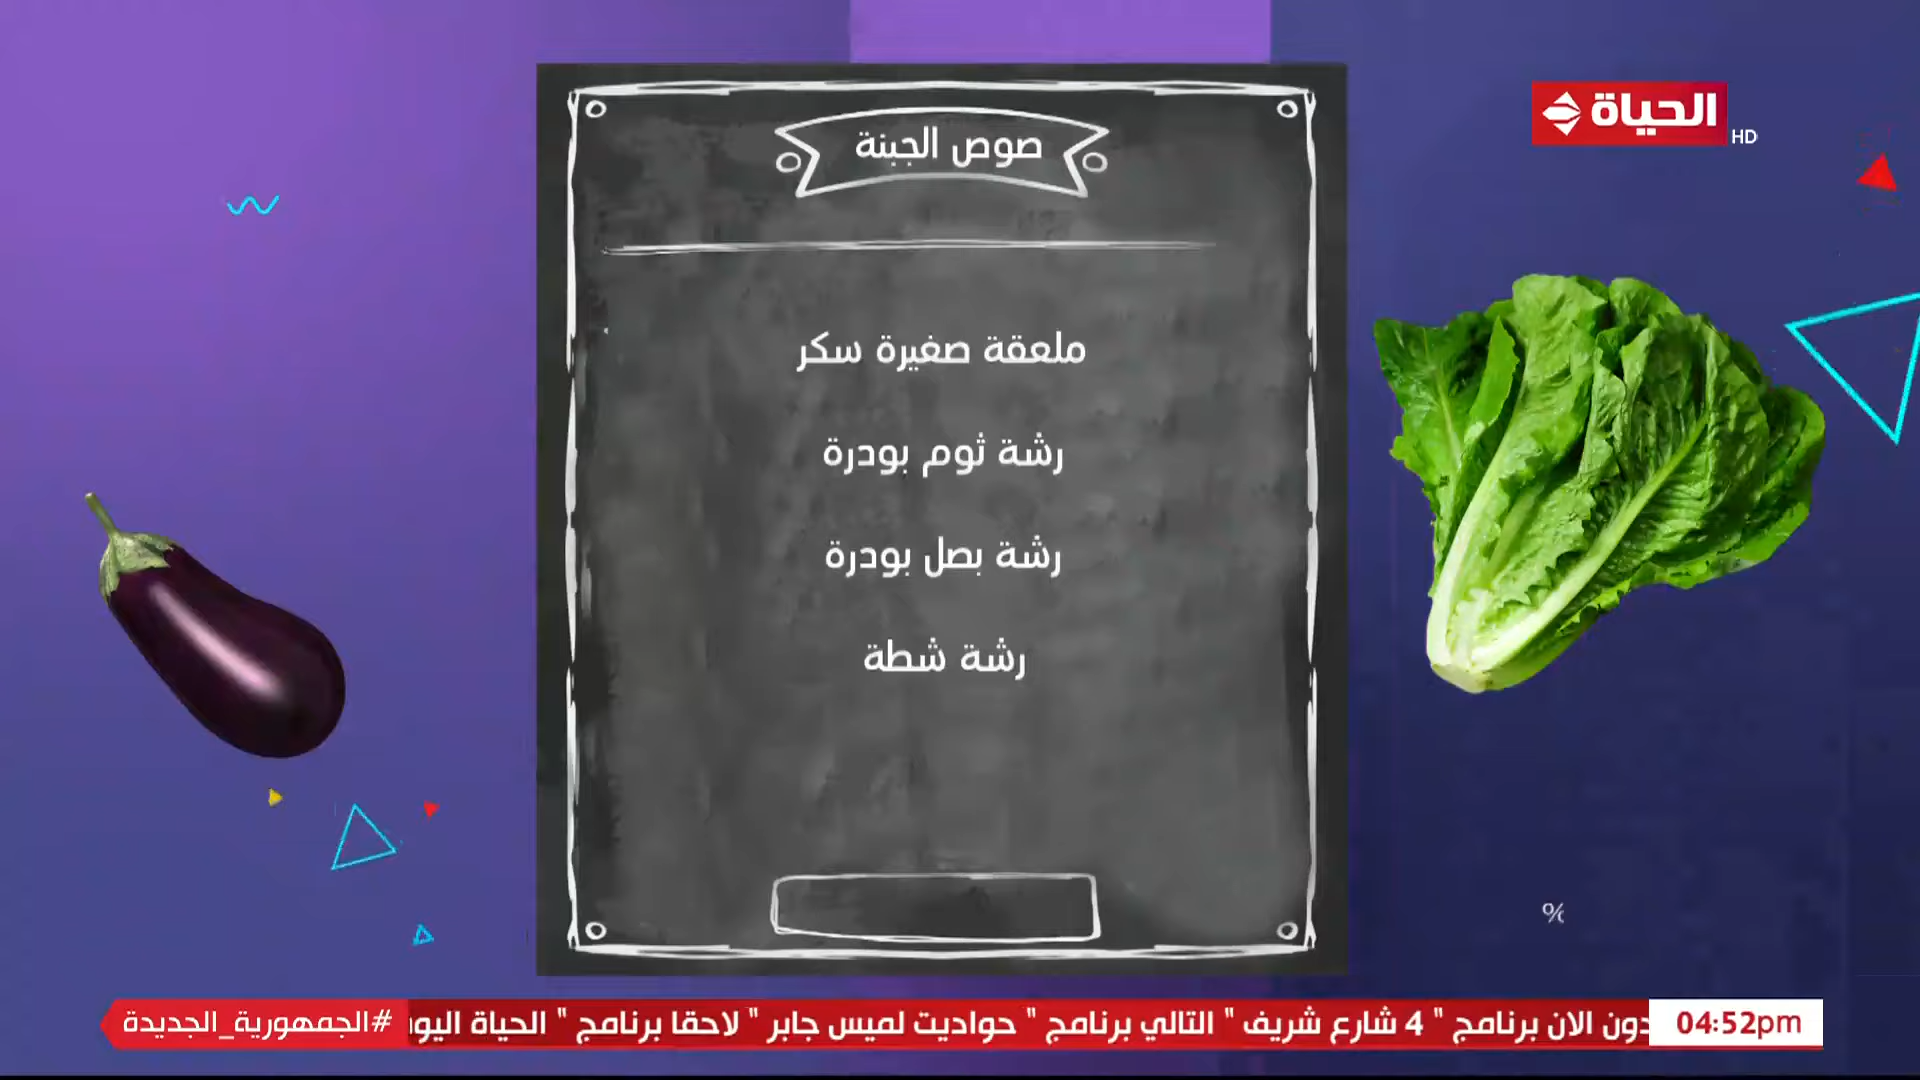 الحياة
HD
صوص الجبنة
ملعقة صغيرة سكر
رشة ثوم بودرة
رشة بصل بودرة
رشة شطة
%
04:52pm
دون الان برنامج " 4 شارع شريف " التالي برنامج " حواديت لميس جابر " لاحقا برنامج " الحياة اليوم
#الجمهورية_الجديدة